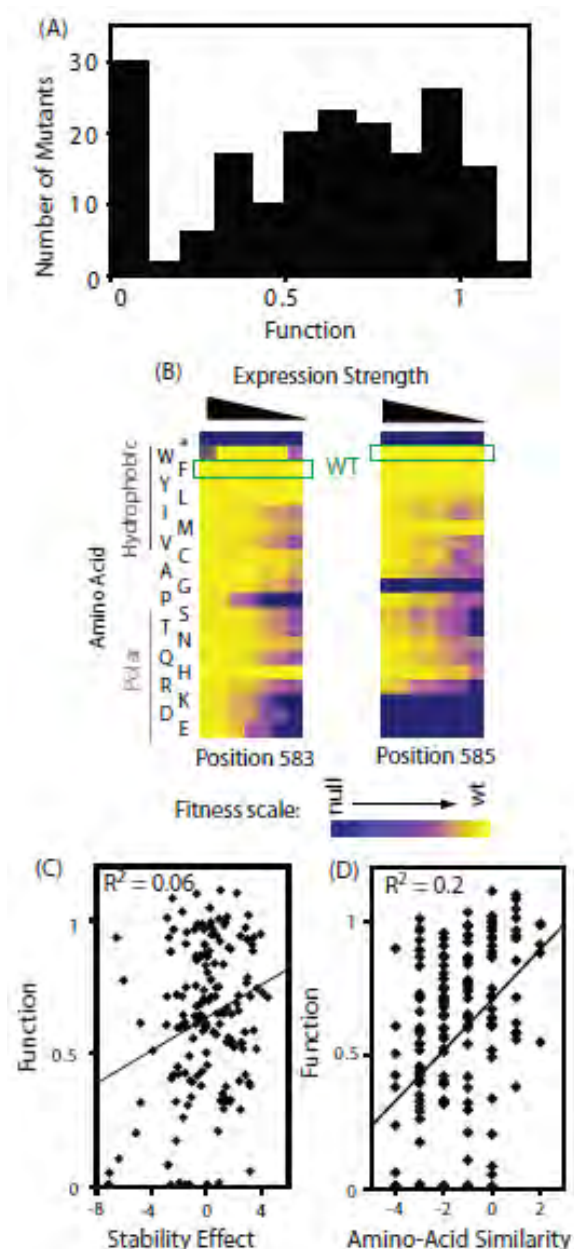 (A)
30
20
10
0
Number of Mutants
0 0.5 1
Function
(B) Expression Strength
WT
Hydrophobic
Amino Acid
Polar
*
W
F
Y
L
I
M
V
C
A
G
P
S
T
N
Q
H
R
K
D
E
Position 583 Position 585
null wt
Fitness scale:
(C) R² = 0.06
1
0.5
0
Function
-8 -4 0 4
Stability Effect
(D) R² = 0.2
1
0.5
0
Function
-4 -2 0 2
Amino-Acid Similarity